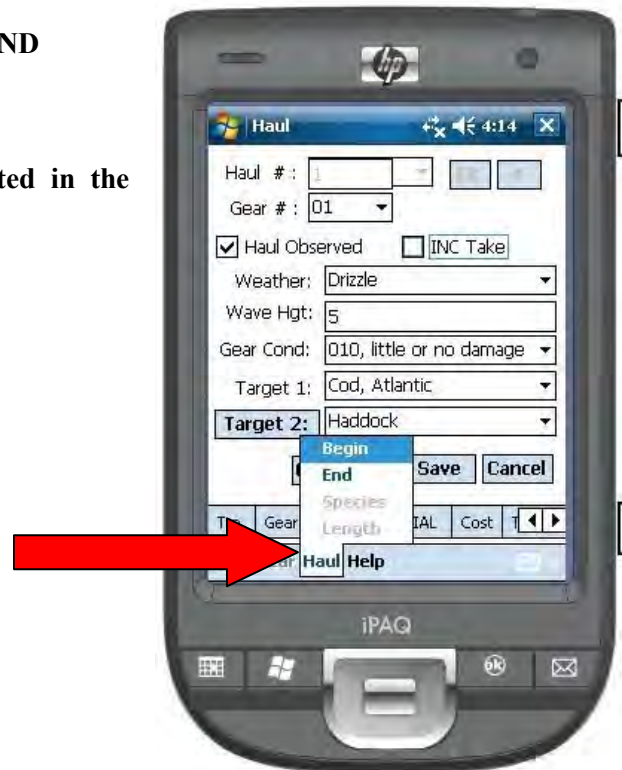 ND
ted in the
hp
Haul 4:14
Haul # : 1
Gear # : 01
Haul Observed INC Take
Weather: Drizzle
Wave Hgt: 5
Gear Cond: 010, little or no damage
Target 1: Cod, Atlantic
Target 2: Haddock
Begin
End
Save Cancel
Species
Length
Gear IAL Cost
Haul Help
iPAQ
ok